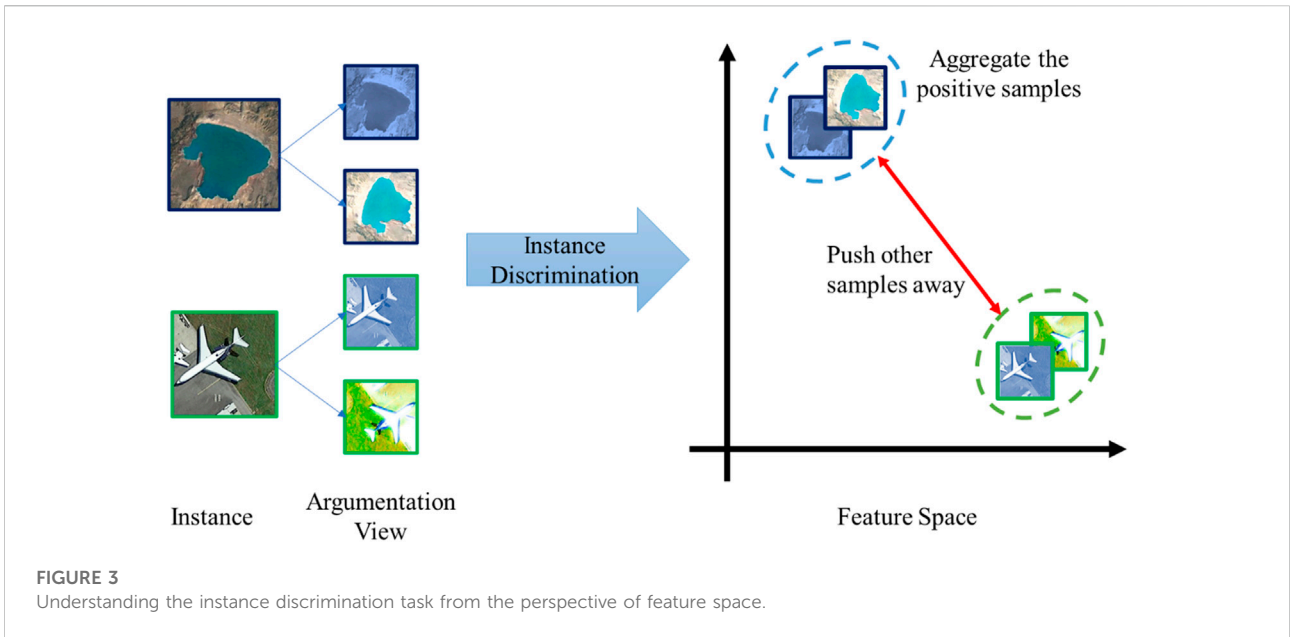 Aggregate the
positive samples
Instance
Discrimination
Push other
samples away
Instance
Argumentation
View
Feature Space
FIGURE 3
Understanding the instance discrimination task from the perspective of feature space.